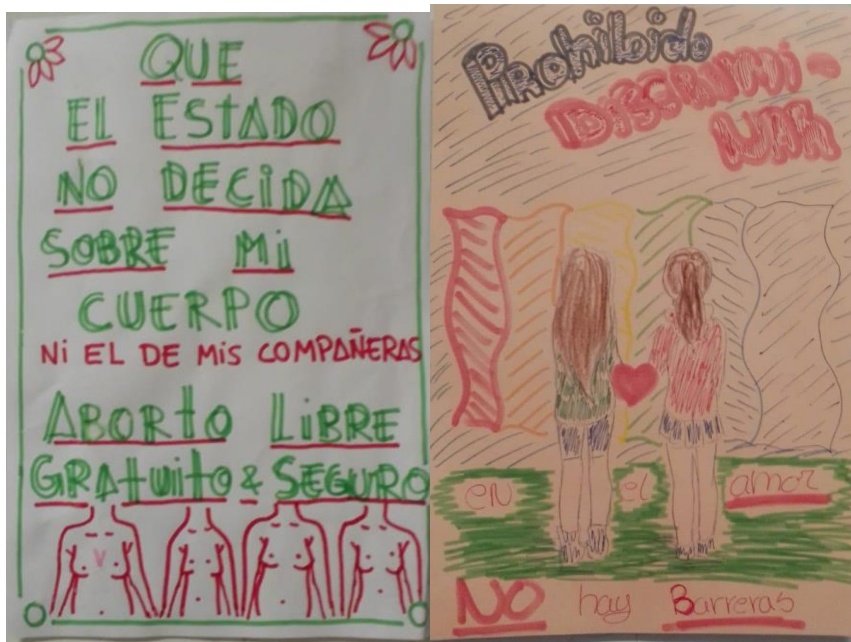 QUE
EL ESTADO
NO DECIDA
SOBRE MI
CUERPO
Ni EL DE MiS COMPAÑERAS
ABORtO LiBRE
GRAtuito & SEGURO
Prohibido
DISCRIMI-
NAR
EN el amor
NO hay Barreras